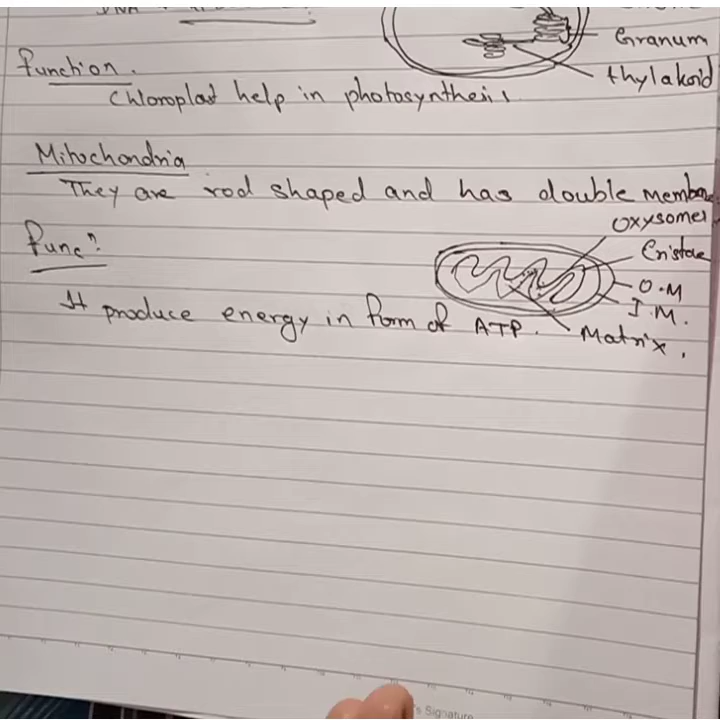 Granum
Function.
thylakoid
Chloroplast help in photosynthesis.
Mitochondria
They are rod shaped and has double membrane
oxysomes
Func?
Cristae
O.M
I.M.
It produce energy in form of ATP.
Matrix.
's Signature